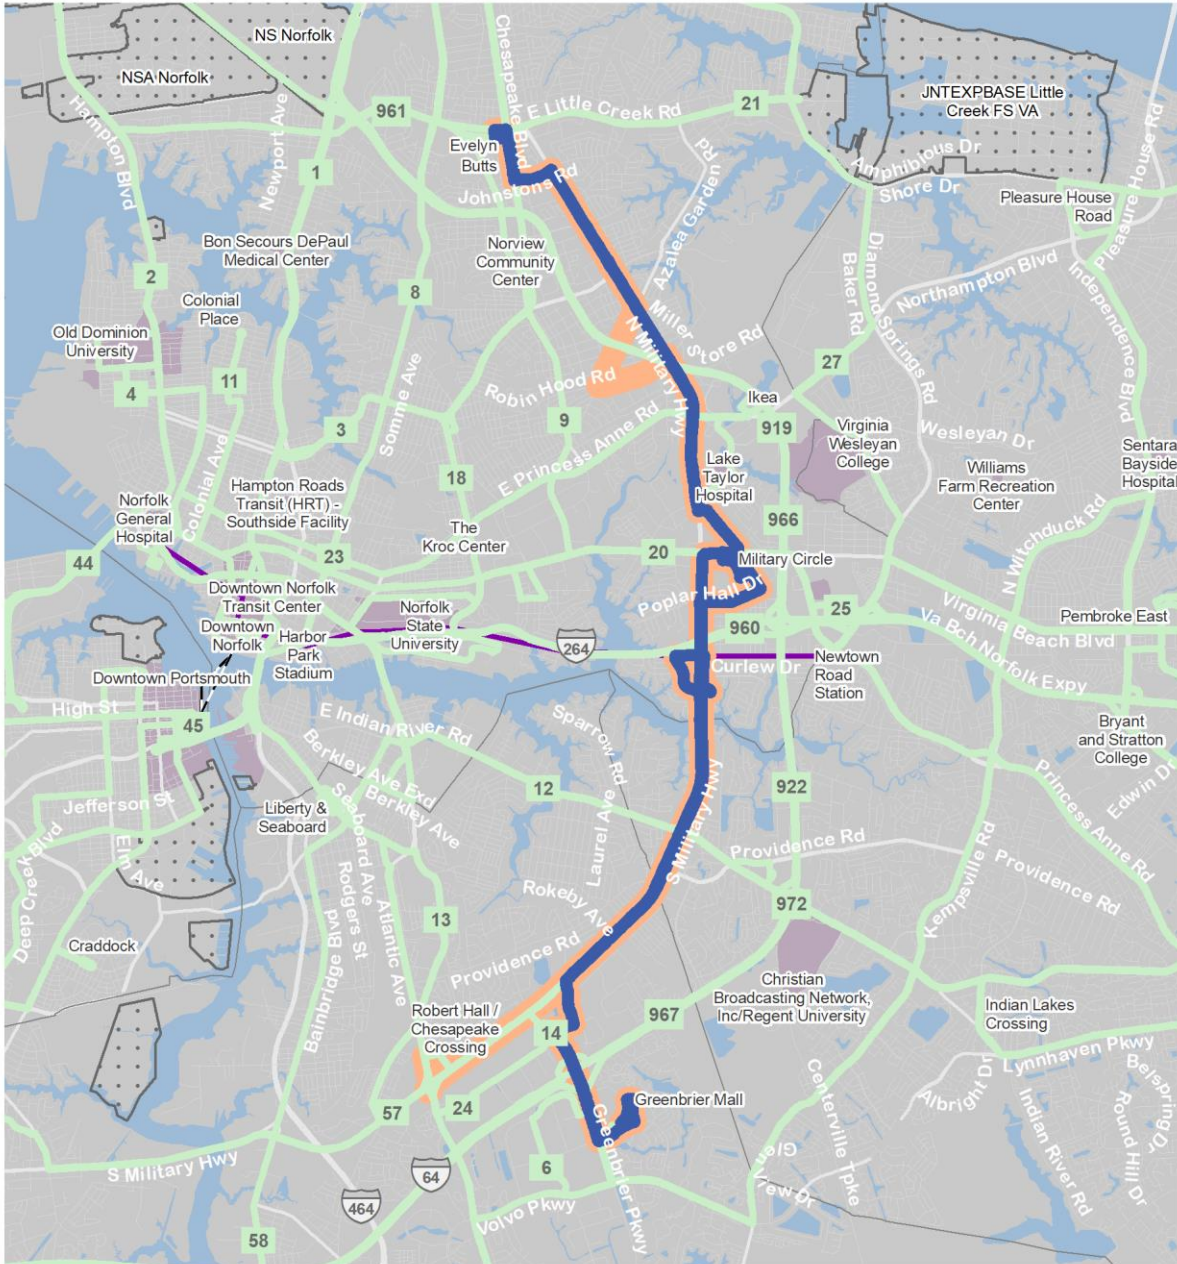 NS Norfolk
NSA Norfolk
JNTEXPBASE Little
Creek FS VA
Hampton Blvd
Newport Ave
Chesapeake Blvd
961
E Little Creek Rd
21
Evelyn
Butts
Johnstons Rd
1
Azalea Garden Rd
Amphibious Dr
Shore Dr
Pleasure House Rd
Pleasure House
Road
Bon Secours DePaul
Medical Center
Norview
Community
Center
2
8
Colonial
Place
Diamond Springs Rd
Baker Rd
Northampton Blvd
Independence Blvd
Old Dominion
University
4
11
Miller Store Rd
N Military Hwy
27
Somme Ave
Robin Hood Rd
Ikea
3
9
919
E Princess Anne Rd
Virginia
Wesleyan
College
Wesleyan Dr
Colonial Ave
18
Lake
Taylor
Hospital
Williams
Farm Recreation
Center
Sentara
Bayside
Hospital
Norfolk
General
Hospital
Hampton Roads
Transit (HRT) -
Southside Facility
The
Kroc Center
966
N Witchduck Rd
44
23
20
Military Circle
Downtown Norfolk
Transit Center
Downtown
Norfolk
Harbor
Park
Stadium
Norfolk
State
University
Poplar Hall Dr
25
960
Virginia Beach Blvd
Va Bch Norfolk Expy
Pembroke East
264
Curlew Dr
Newtown
Road
Station
Downtown Portsmouth
High St
45
E Indian River Rd
Sparrow Rd
Bryant
and Stratton
College
Berkley Ave Exd
Berkley Ave
12
922
Jefferson St
Liberty &
Seaboard
Seaboard Ave
Laurel Ave
S Military Hwy
Princess Anne Rd
Edwin Dr
Deep Creek Blvd
Elm Ave
Providence Rd
Kempsville Rd
Providence Rd
Rodgers St
Rokeby Ave
972
Bainbridge Blvd
Atlantic Ave
13
Craddock
Providence Rd
Christian
Broadcasting Network,
Inc/Regent University
Robert Hall /
Chesapeake
Crossing
14
967
Indian Lakes
Crossing
Lynnhaven Pkwy
Albright Dr
Centerville Tpke
57
24
Greenbrier Mall
Greenbrier Pkwy
Belspring Dr
Round Hill Dr
Indian River Rd
S Military Hwy
64
6
Glen View Dr
464
Volvo Pkwy
58